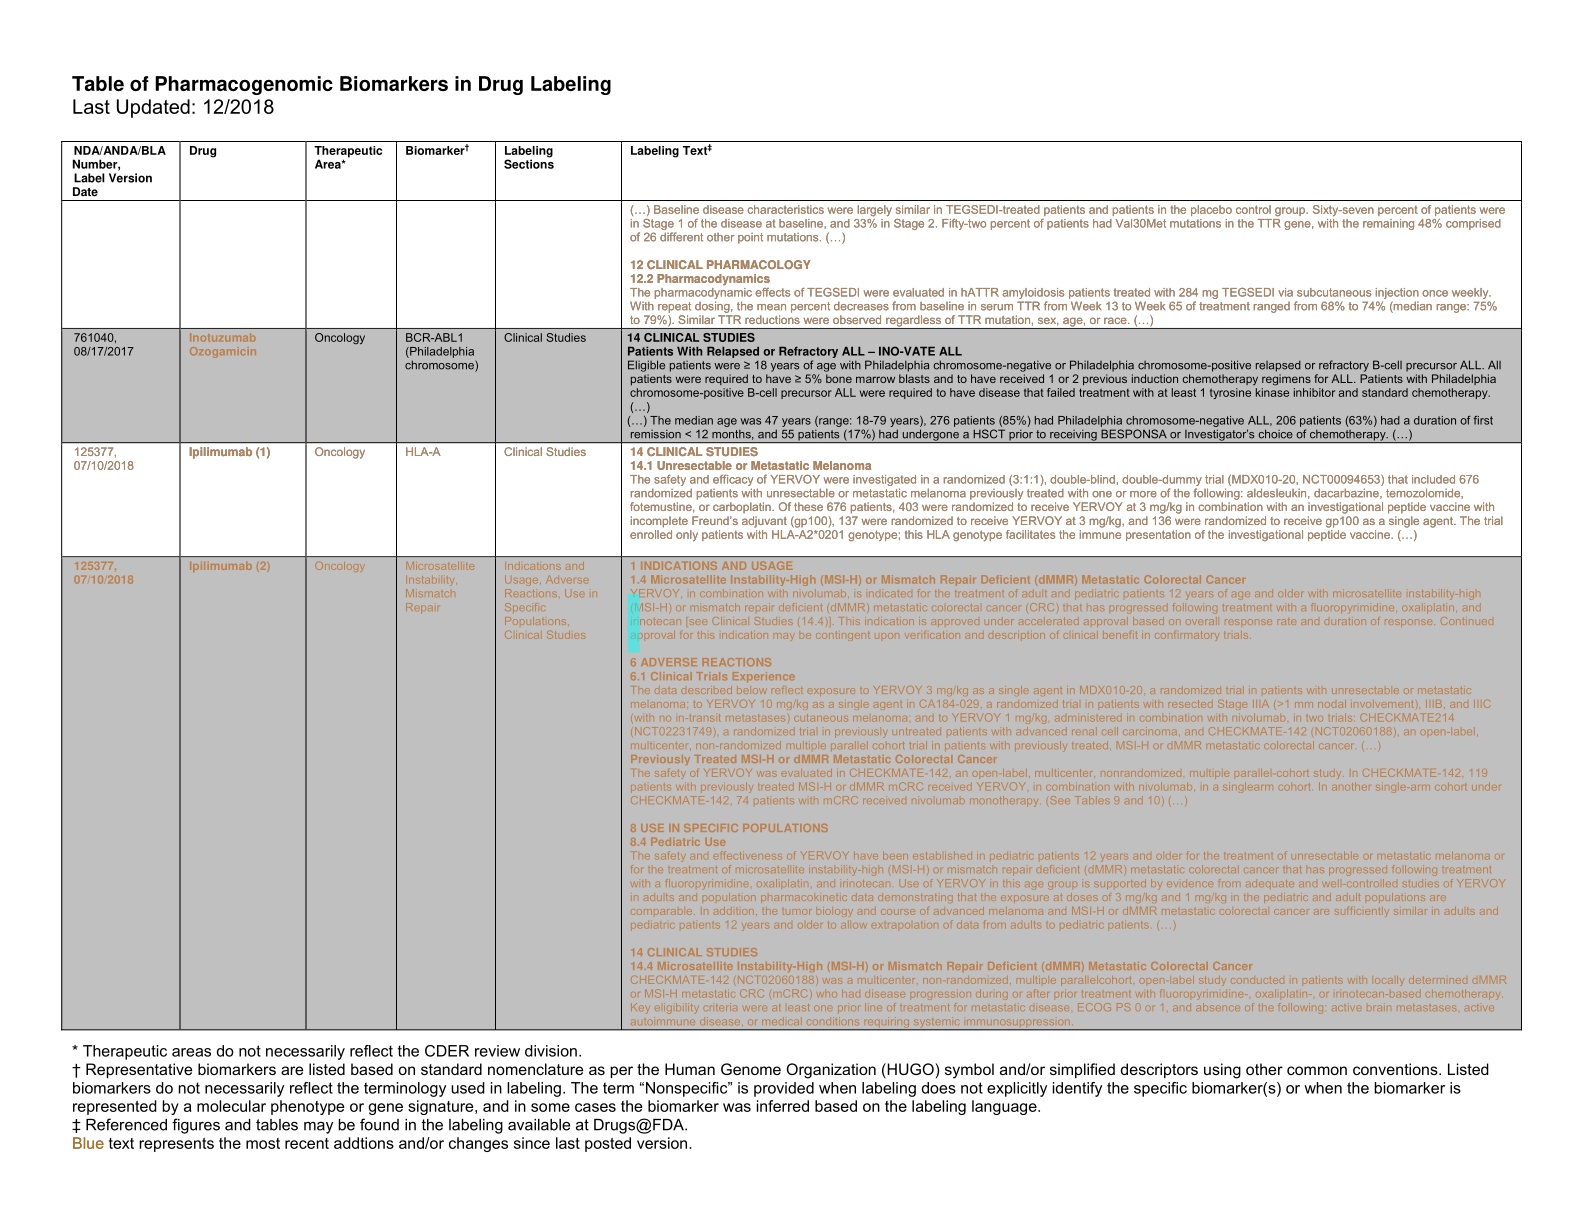 Table of Pharmacogenomic Biomarkers in Drug Labeling
Last Updated: 12/2018
NDA/ANDA/BLA
Number,
Label Version
Date
Drug
Therapeutic
Area*
Biomarker†
Labeling
Sections
Labeling Text‡
(…) Baseline disease characteristics were largely similar in TEGSEDI-treated patients and patients in the placebo control group. Sixty-seven percent of patients were
in Stage 1 of the disease at baseline, and 33% in Stage 2. Fifty-two percent of patients had Val30Met mutations in the TTR gene, with the remaining 48% comprised
of 26 different other point mutations. (…)
12 CLINICAL PHARMACOLOGY
12.2 Pharmacodynamics
The pharmacodynamic effects of TEGSEDI were evaluated in hATTR amyloidosis patients treated with 284 mg TEGSEDI via subcutaneous injection once weekly.
With repeat dosing, the mean percent decreases from baseline in serum TTR from Week 13 to Week 65 of treatment ranged from 68% to 74% (median range: 75%
to 79%). Similar TTR reductions were observed regardless of TTR mutation, sex, age, or race. (…)
761040,
08/17/2017
Inotuzumab
Ozogamicin
Oncology
BCR-ABL1
(Philadelphia
chromosome)
Clinical Studies
14 CLINICAL STUDIES
Patients With Relapsed or Refractory ALL – INO-VATE ALL
Eligible patients were ≥ 18 years of age with Philadelphia chromosome-negative or Philadelphia chromosome-positive relapsed or refractory B-cell precursor ALL. All
patients were required to have ≥ 5% bone marrow blasts and to have received 1 or 2 previous induction chemotherapy regimens for ALL. Patients with Philadelphia
chromosome-positive B-cell precursor ALL were required to have disease that failed treatment with at least 1 tyrosine kinase inhibitor and standard chemotherapy.
(…)
(…) The median age was 47 years (range: 18-79 years), 276 patients (85%) had Philadelphia chromosome-negative ALL, 206 patients (63%) had a duration of first
remission < 12 months, and 55 patients (17%) had undergone a HSCT prior to receiving BESPONSA or Investigator's choice of chemotherapy. (…)
125377,
07/10/2018
Ipilimumab (1)
Oncology
HLA-A
Clinical Studies
14 CLINICAL STUDIES
14.1 Unresectable or Metastatic Melanoma
The safety and efficacy of YERVOY were investigated in a randomized (3:1:1), double-blind, double-dummy trial (MDX010-20, NCT00094653) that included 676
randomized patients with unresectable or metastatic melanoma previously treated with one or more of the following: aldesleukin, dacarbazine, temozolomide,
fotemustine, or carboplatin. Of these 676 patients, 403 were randomized to receive YERVOY at 3 mg/kg in combination with an investigational peptide vaccine with
incomplete Freund's adjuvant (gp100), 137 were randomized to receive YERVOY at 3 mg/kg, and 136 were randomized to receive gp100 as a single agent. The trial
enrolled only patients with HLA-A2*0201 genotype; this HLA genotype facilitates the immune presentation of the investigational peptide vaccine. (…)
125377,
07/10/2018
Ipilimumab (2)
Oncology
Microsatellite
Instability,
Mismatch
Repair
Indications and
Usage, Adverse
Reactions, Use in
Specific
Populations,
Clinical Studies
1 INDICATIONS AND USAGE
1.4 Microsatellite Instability-High (MSI-H) or Mismatch Repair Deficient (dMMR) Metastatic Colorectal Cancer
YERVOY, in combination with nivolumab, is indicated for the treatment of adult and pediatric patients 12 years of age and older with microsatellite instability-high
(MSI-H) or mismatch repair deficient (dMMR) metastatic colorectal cancer (CRC) that has progressed following treatment with a fluoropyrimidine, oxaliplatin, and
irinotecan [see Clinical Studies (14.4)]. This indication is approved under accelerated approval based on overall response rate and duration of response. Continued
approval for this indication may be contingent upon verification and description of clinical benefit in confirmatory trials.
6 ADVERSE REACTIONS
6.1 Clinical Trials Experience
The data described below reflect exposure to YERVOY 3 mg/kg as a single agent in MDX010-20, a randomized trial in patients with unresectable or metastatic
melanoma; to YERVOY 10 mg/kg as a single agent in CA184-029, a randomized trial in patients with resected Stage IIIA (>1 mm nodal involvement), IIIB, and IIIC
(with no in-transit metastases) cutaneous melanoma; and to YERVOY 1 mg/kg, administered in combination with nivolumab, in two trials: CHECKMATE214
(NCT02231749), a randomized trial in previously untreated patients with advanced renal cell carcinoma, and CHECKMATE-142 (NCT02060188), an open-label,
multicenter, non-randomized multiple parallel cohort trial in patients with previously treated, MSI-H or dMMR metastatic colorectal cancer. (…)
Previously Treated MSI-H or dMMR Metastatic Colorectal Cancer
The safety of YERVOY was evaluated in CHECKMATE-142, an open-label, multicenter, nonrandomized, multiple parallel-cohort study. In CHECKMATE-142, 119
patients with previously treated MSI-H or dMMR mCRC received YERVOY, in combination with nivolumab, in a singlearm cohort. In another single-arm cohort under
CHECKMATE-142, 74 patients with mCRC received nivolumab monotherapy. (See Tables 9 and 10) (…)
8 USE IN SPECIFIC POPULATIONS
8.4 Pediatric Use
The safety and effectiveness of YERVOY have been established in pediatric patients 12 years and older for the treatment of unresectable or metastatic melanoma or
for the treatment of microsatellite instability-high (MSI-H) or mismatch repair deficient (dMMR) metastatic colorectal cancer that has progressed following treatment
with a fluoropyrimidine, oxaliplatin, and irinotecan. Use of YERVOY in this age group is supported by evidence from adequate and well-controlled studies of YERVOY
in adults and population pharmacokinetic data demonstrating that the exposure at doses of 3 mg/kg and 1 mg/kg in the pediatric and adult populations are
comparable. In addition, the tumor biology and course of advanced melanoma and MSI-H or dMMR metastatic colorectal cancer are sufficiently similar in adults and
pediatric patients 12 years and older to allow extrapolation of data from adults to pediatric patients. (…)
14 CLINICAL STUDIES
14.4 Microsatellite Instability-High (MSI-H) or Mismatch Repair Deficient (dMMR) Metastatic Colorectal Cancer
CHECKMATE-142 (NCT02060188) was a multicenter, non-randomized, multiple parallelcohort, open-label study conducted in patients with locally determined dMMR
or MSI-H metastatic CRC (mCRC) who had disease progression during or after prior treatment with fluoropyrimidine-, oxaliplatin-, or irinotecan-based chemotherapy.
Key eligibility criteria were at least one prior line of treatment for metastatic disease, ECOG PS 0 or 1, and absence of the following: active brain metastases, active
autoimmune disease, or medical conditions requiring systemic immunosuppression.
* Therapeutic areas do not necessarily reflect the CDER review division.
† Representative biomarkers are listed based on standard nomenclature as per the Human Genome Organization (HUGO) symbol and/or simplified descriptors using other common conventions. Listed
biomarkers do not necessarily reflect the terminology used in labeling. The term “Nonspecific” is provided when labeling does not explicitly identify the specific biomarker(s) or when the biomarker is
represented by a molecular phenotype or gene signature, and in some cases the biomarker was inferred based on the labeling language.
‡ Referenced figures and tables may be found in the labeling available at Drugs@FDA.
Blue text represents the most recent addtions and/or changes since last posted version.